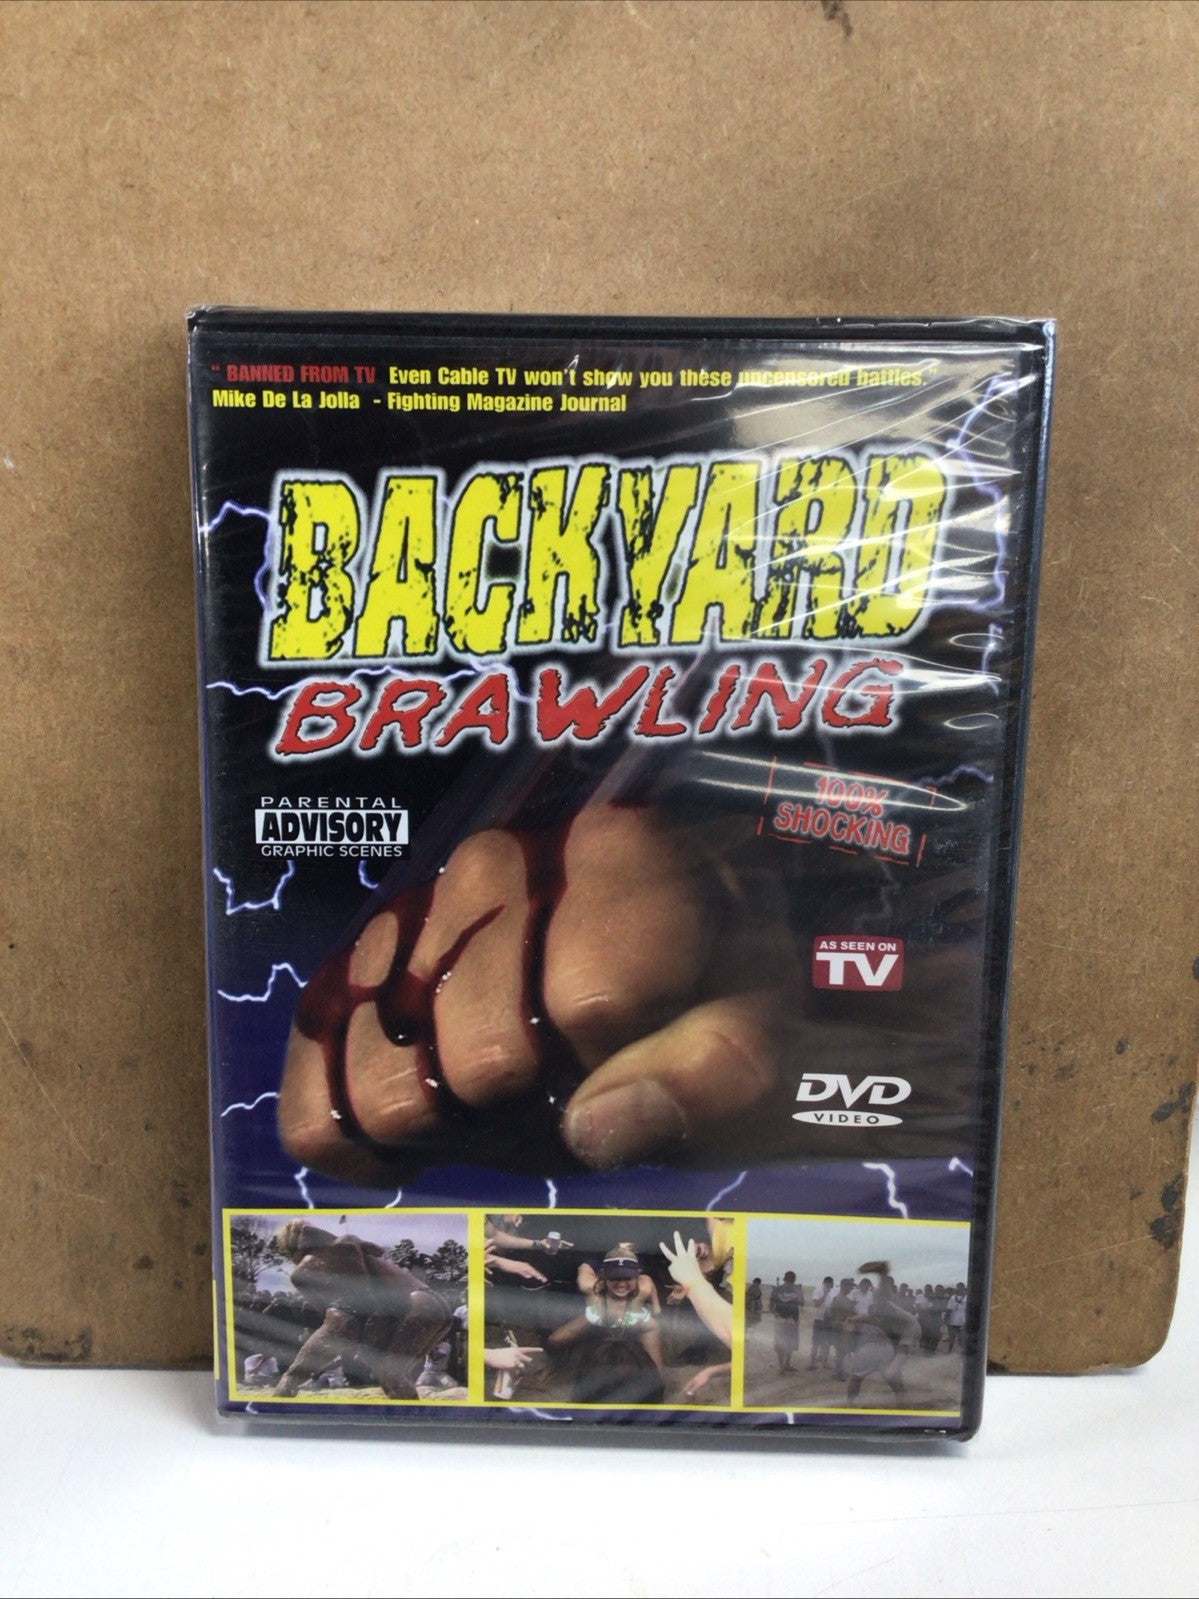 " BANNED FROM TV Even Cable TV won't show you these uncensored battles."
Mike De La Jolla - Fighting Magazine Journal
BACKYARD
BRAWLING
PARENTAL
ADVISORY
GRAPHIC SCENES
100%
SHOCKING
AS SEEN ON
TV
DVD
VIDEO